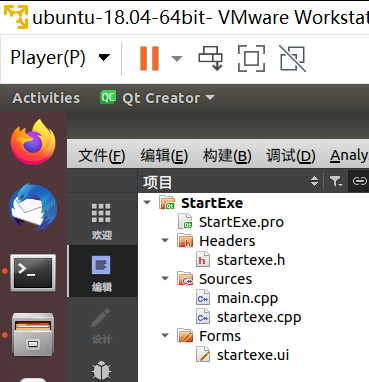 ubuntu-18.04-64bit- VMware Workstat
Player(P)
Activities Qt Creator
文件(F) 编辑(E) 构建(B) 调试(D) Analy
项目
StartExe
StartExe.pro
Headers
startexe.h
Sources
main.cpp
startexe.cpp
Forms
startexe.ui
欢迎
编辑
设计